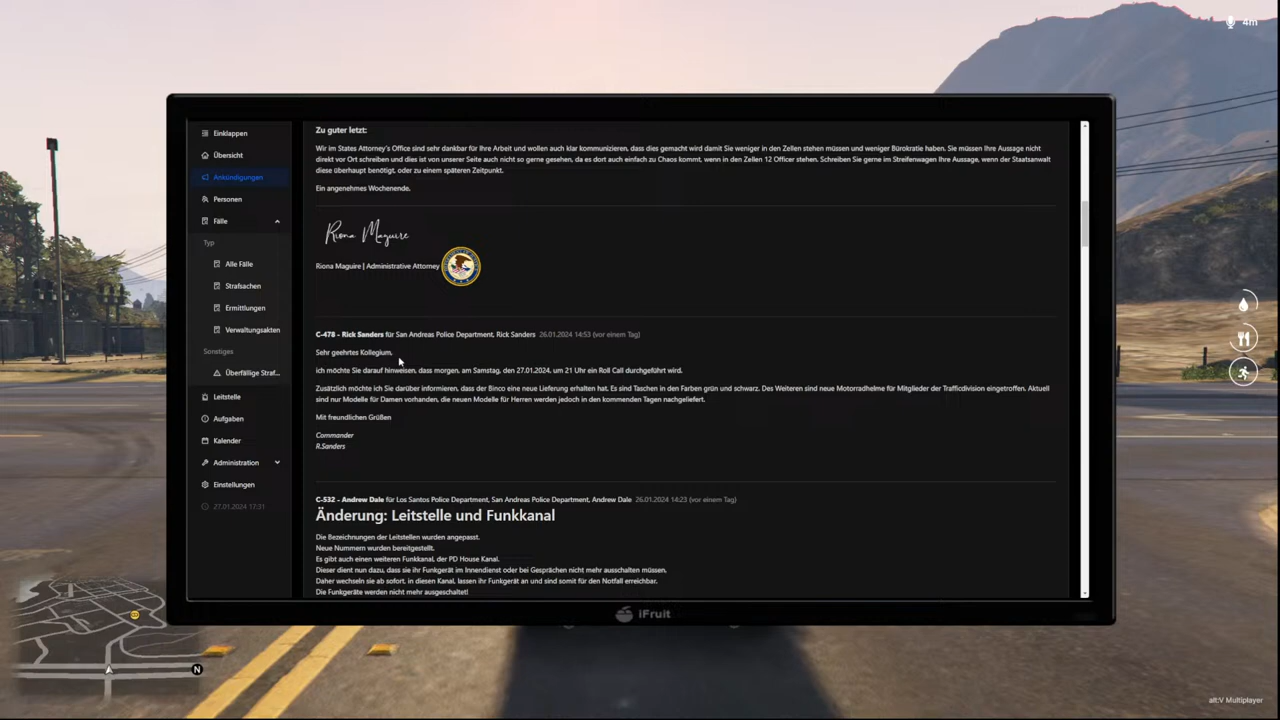 4m
Einklappen
Übersicht
Ankündigungen
Personen
Fälle
Typ
Alle Fälle
Strafsachen
Ermittlungen
Verwaltungsakten
Sonstiges
Überfällige Straf...
Leitstelle
Aufgaben
Kalender
Administration
Einstellungen
27.01.2024 17:31
Zu guter letzt:
Wir im States Attorney's Office sind sehr dankbar für Ihre Arbeit und wollen auch klar kommunizieren, dass dies gemacht wird damit Sie weniger in den Zellen stehen müssen und weniger Bürokratie haben. Sie müssen Ihre Aussage nicht
direkt vor Ort schreiben und dies ist von unserer Seite auch nicht so gerne gesehen, da es dort auch einfach zu Chaos kommt, wenn in den Zellen 12 Officer stehen. Schreiben Sie gerne im Streifenwagen Ihre Aussage, wenn der Staatsanwalt
diese überhaupt benötigt, oder zu einem späteren Zeitpunkt.
Ein angenehmes Wochenende,
Riona Maguire
Riona Maguire | Administrative Attorney
C-478 - Rick Sanders für San Andreas Police Department, Rick Sanders 26.01.2024 14:53 (vor einem Tag)
Sehr geehrtes Kollegium,
ich möchte Sie darauf hinweisen, dass morgen, am Samstag, den 27.01.2024, um 21 Uhr ein Roll Call durchgeführt wird.
Zusätzlich möchte ich Sie darüber informieren, dass der Binco eine neue Lieferung erhalten hat. Es sind Taschen in den Farben grün und schwarz. Des Weiteren sind neue Motorradhelme für Mitglieder der Trafficdivision eingetroffen. Aktuell
sind nur Modelle für Damen vorhanden, die neuen Modelle für Herren werden jedoch in den kommenden Tagen nachgeliefert.
Mit freundlichen Grüßen
Commander
R.Sanders
C-532 - Andrew Dale für Los Santos Police Department, San Andreas Police Department, Andrew Dale 26.01.2024 14:23 (vor einem Tag)
Änderung: Leitstelle und Funkkanal
Die Bezeichnungen der Leitstellen wurden angepasst.
Neue Nummern wurden bereitgestellt.
Es gibt auch einen weiteren Funkkanal, der PD House Kanal.
Dieser dient nun dazu, dass sie ihr Funkgerät im Innendienst oder bei Gesprächen nicht mehr ausschalten müssen.
Daher wechseln sie ab sofort, in diesen Kanal, lassen ihr Funkgerät an und sind somit für den Notfall erreichbar.
Die Funkgeräte werden nicht mehr ausgeschaltet!
iFruit
N
alt:V Multiplayer